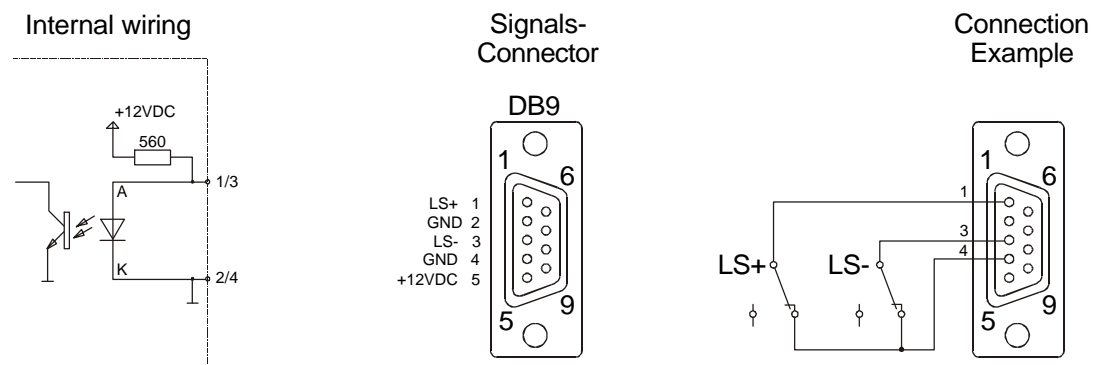 Internal wiring
+12VDC
560
A
1/3
K
2/4
Signals-
Connector
DB9
1
6
LS+ 1
GND 2
LS- 3
GND 4
+12VDC 5
5
9
Connection
Example
1
6
1
3
4
LS+
LS-
5
9